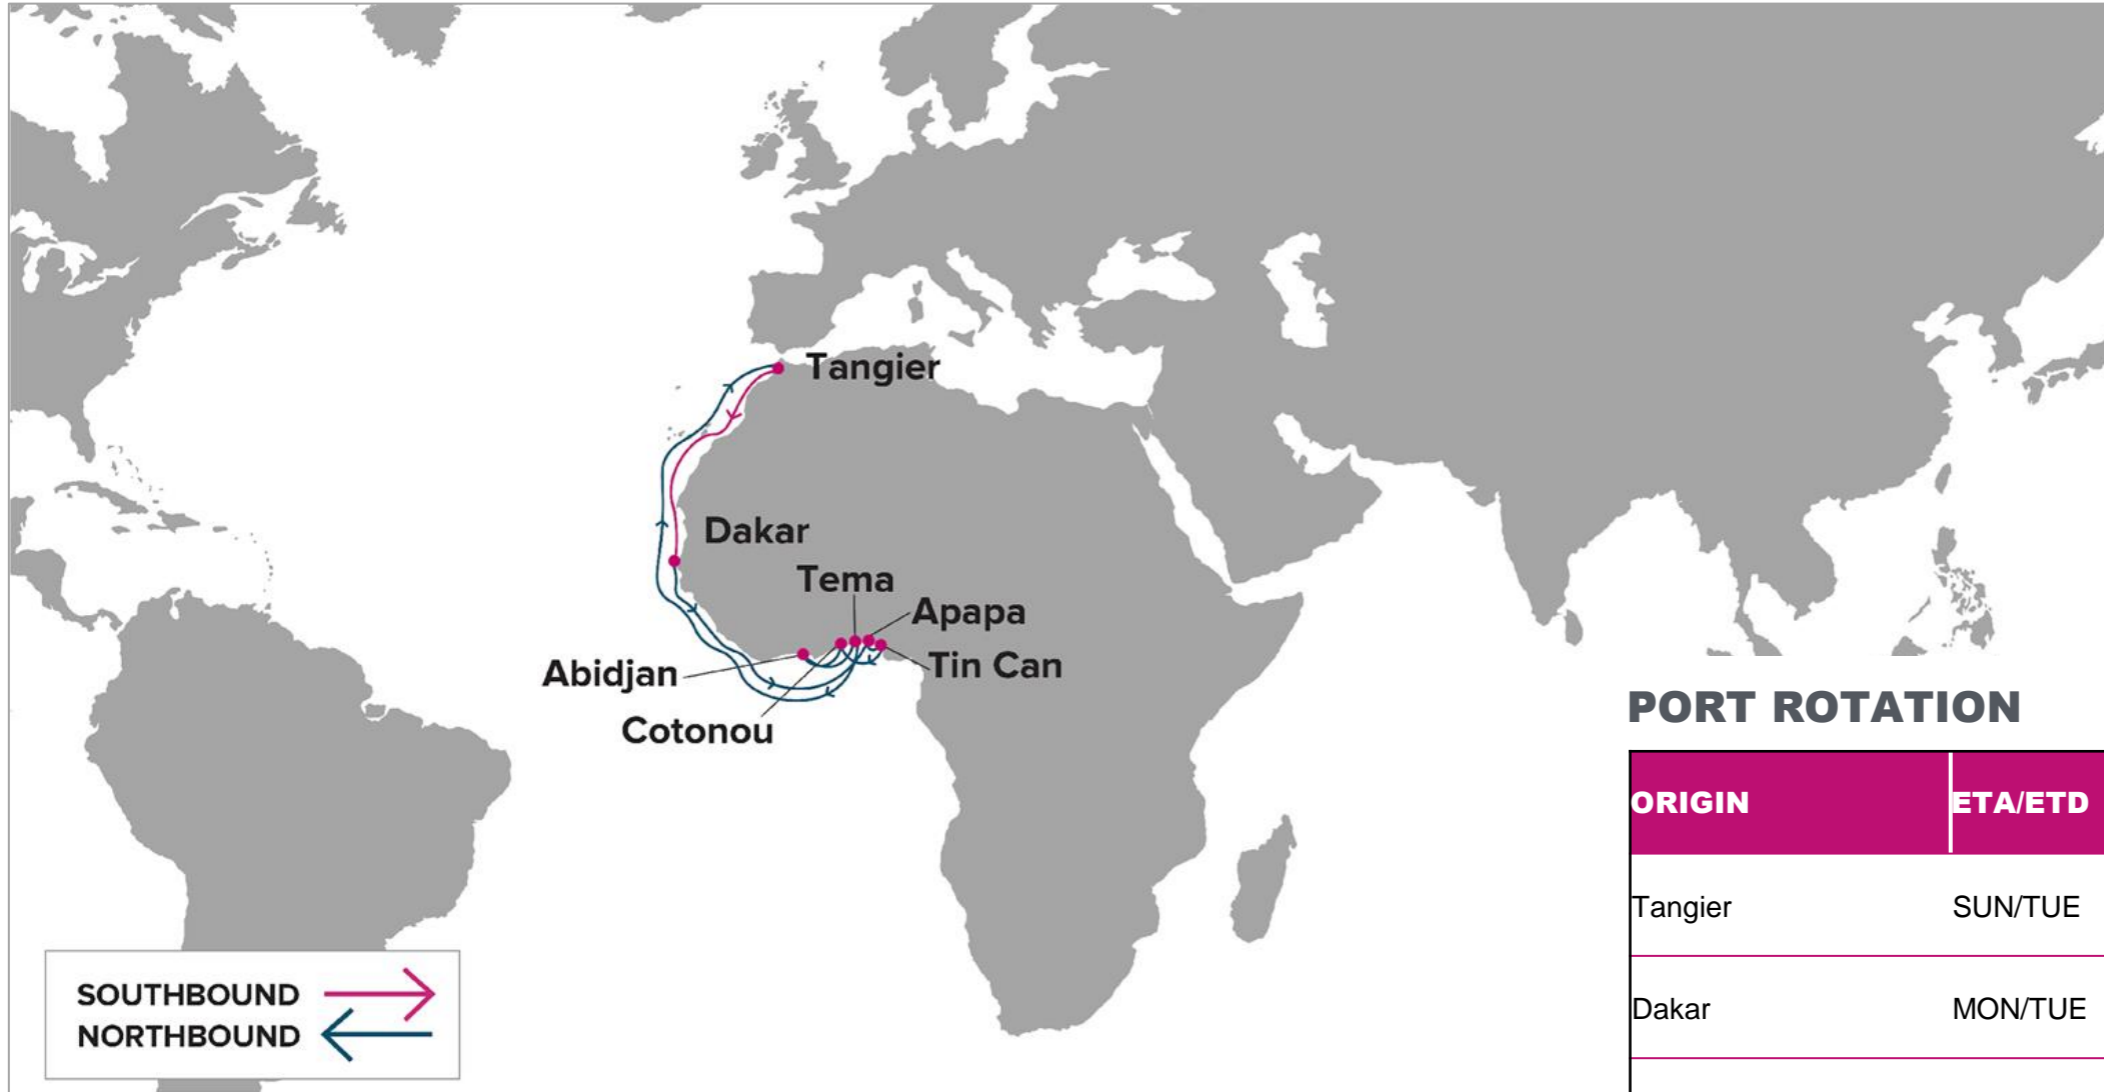 Tangier
Dakar
Tema
Apapa
Abidjan
Tin Can
Cotonou
SOUTHBOUND
NORTHBOUND
PORT ROTATION
ORIGIN ETA/ETD
Tangier SUN/TUE
Dakar MON/TUE